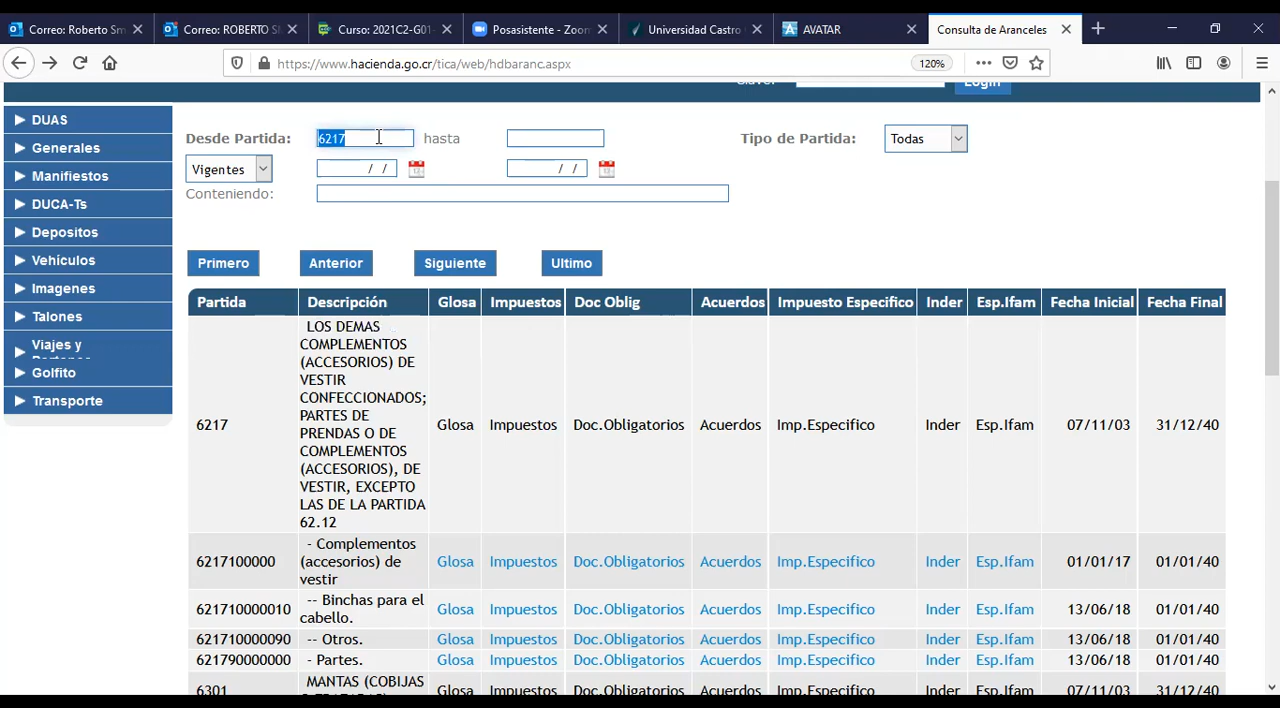 Correo: Roberto Sm
Correo: ROBERTO SM
Curso: 2021C2-G01-
Posasistente - Zoom
Universidad Castro
AVATAR
Consulta de Aranceles
https://www.hacienda.go.cr/tica/web/hdbaranc.aspx
120%
Login
DUAS
Generales
Manifiestos
DUCA-Ts
Depositos
Vehículos
Imagenes
Talones
Viajes y
Golfito
Transporte
Desde Partida: 6217 hasta
Tipo de Partida: Todas
Vigentes / / / /
Conteniendo:
Primero Anterior Siguiente Ultimo
Partida Descripción Glosa Impuestos Doc Oblig Acuerdos Impuesto Especifico Inder Esp.Ifam Fecha Inicial Fecha Final
LOS DEMAS
COMPLEMENTOS
(ACCESORIOS) DE
VESTIR
CONFECCIONADOS;
PARTES DE
6217 PRENDAS O DE Glosa Impuestos Doc.Obligatorios Acuerdos Imp.Especifico Inder Esp.Ifam 07/11/03 31/12/40
COMPLEMENTOS
(ACCESORIOS), DE
VESTIR, EXCEPTO
LAS DE LA PARTIDA
62.12
- Complementos
6217100000 (accesorios) de Glosa Impuestos Doc.Obligatorios Acuerdos Imp.Especifico Inder Esp.Ifam 01/01/17 01/01/40
vestir
-- Binchas para el
621710000010 cabello. Glosa Impuestos Doc.Obligatorios Acuerdos Imp.Especifico Inder Esp.Ifam 13/06/18 01/01/40
621710000090 -- Otros. Glosa Impuestos Doc.Obligatorios Acuerdos Imp.Especifico Inder Esp.Ifam 13/06/18 01/01/40
621790000000 - Partes. Glosa Impuestos Doc.Obligatorios Acuerdos Imp.Especifico Inder Esp.Ifam 13/06/18 01/01/40
MANTAS (COBIJAS
6301 Glosa Impuestos Doc.Obligatorios Acuerdos Imp.Especifico Inder Esp.Ifam 07/11/03 31/12/40